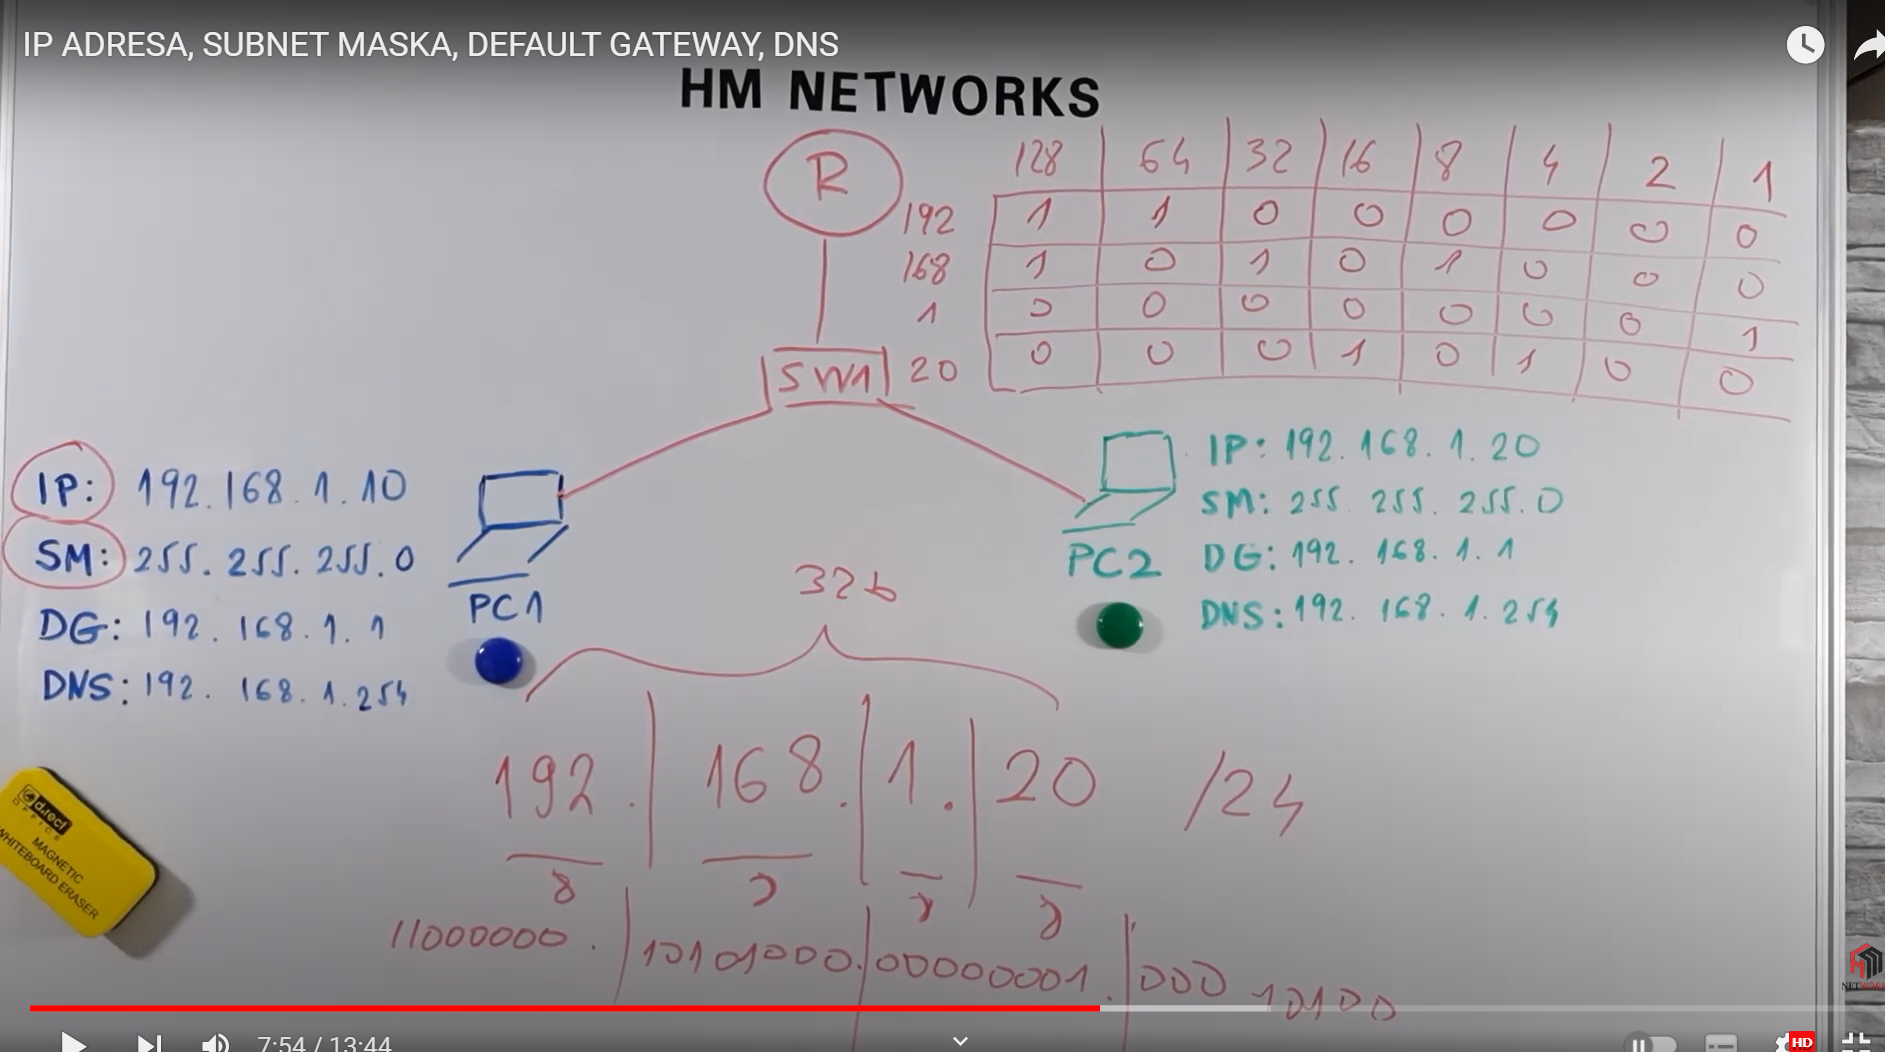 IP ADRESA, SUBNET MASKA, DEFAULT GATEWAY, DNS
HM NETWORKS
R
128 64 32 16 8 4 2 1
192 1 1 0 0 0 0 0 0
168 1 0 1 0 1 0 0 0
1 0 0 0 0 0 0 0 1
20 0 0 0 1 0 1 0 0
SW1
IP: 192.168.1.10
SM: 255.255.255.0
DG: 192.168.1.1
DNS: 192.168.1.254
PC1
IP: 192.168.1.20
SM: 255.255.255.0
DG: 192.168.1.1
DNS: 192.168.1.254
PC2
32b
192.168.1.20 /24
8 8 8 8
11000000.10101000.00000001.00010100
direct
OFFICE
MAGNETIC
WHITEBOARD ERASER
7:54 / 13:44
HD